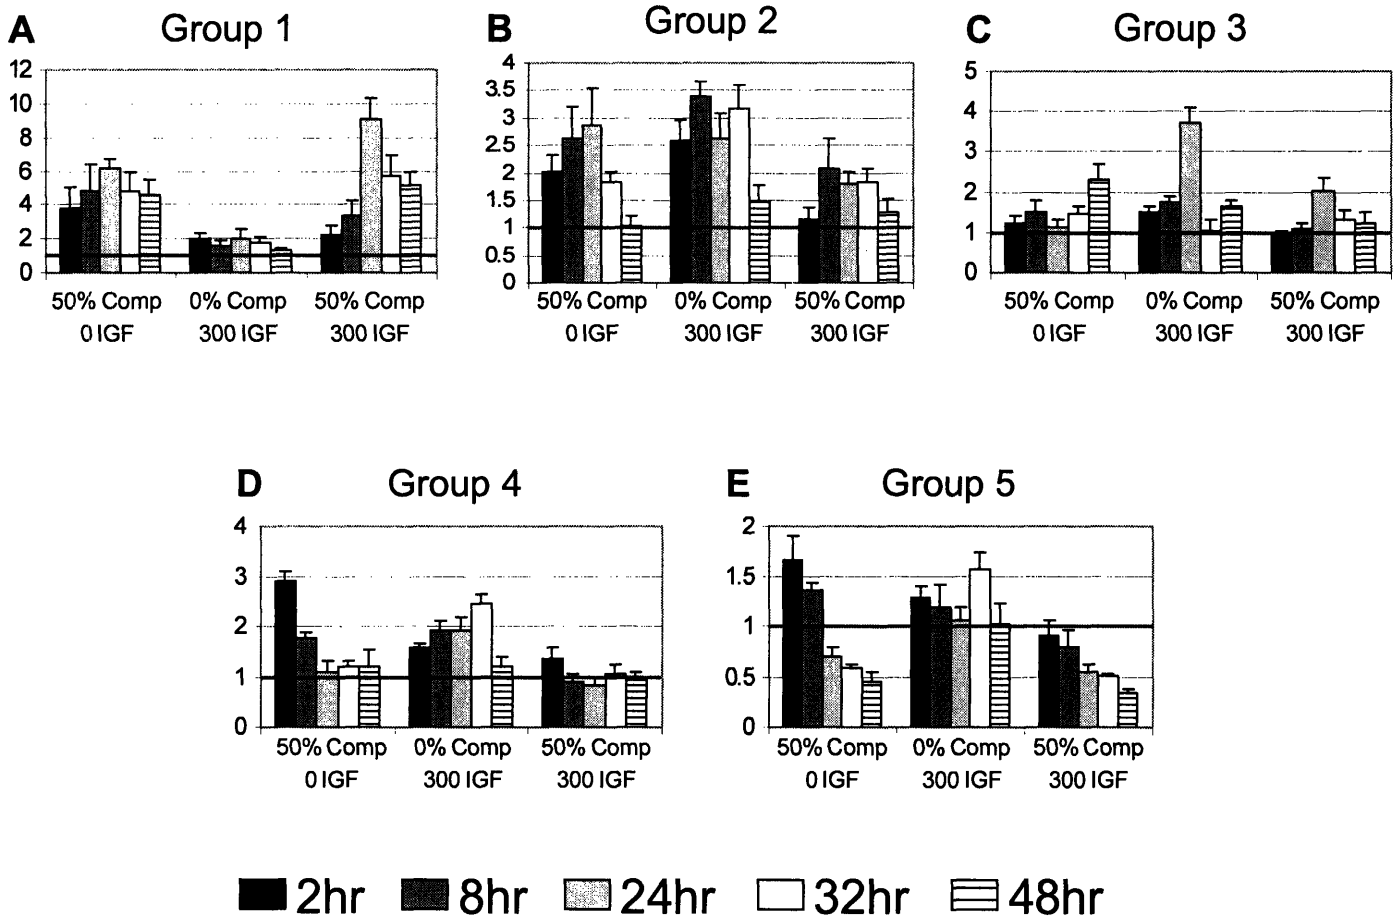 A Group 1
12
10
8
6
4
2
0
50% Comp 0% Comp 50% Comp
0 IGF 300 IGF 300 IGF
B Group 2
4
3.5
3
2.5
2
1.5
1
0.5
0
50% Comp 0% Comp 50% Comp
0 IGF 300 IGF 300 IGF
C Group 3
5
4
3
2
1
0
50% Comp 0% Comp 50% Comp
0 IGF 300 IGF 300 IGF
D Group 4
4
3
2
1
0
50% Comp 0% Comp 50% Comp
0 IGF 300 IGF 300 IGF
E Group 5
2
1.5
1
0.5
0
50% Comp 0% Comp 50% Comp
0 IGF 300 IGF 300 IGF
2hr 8hr 24hr 32hr 48hr